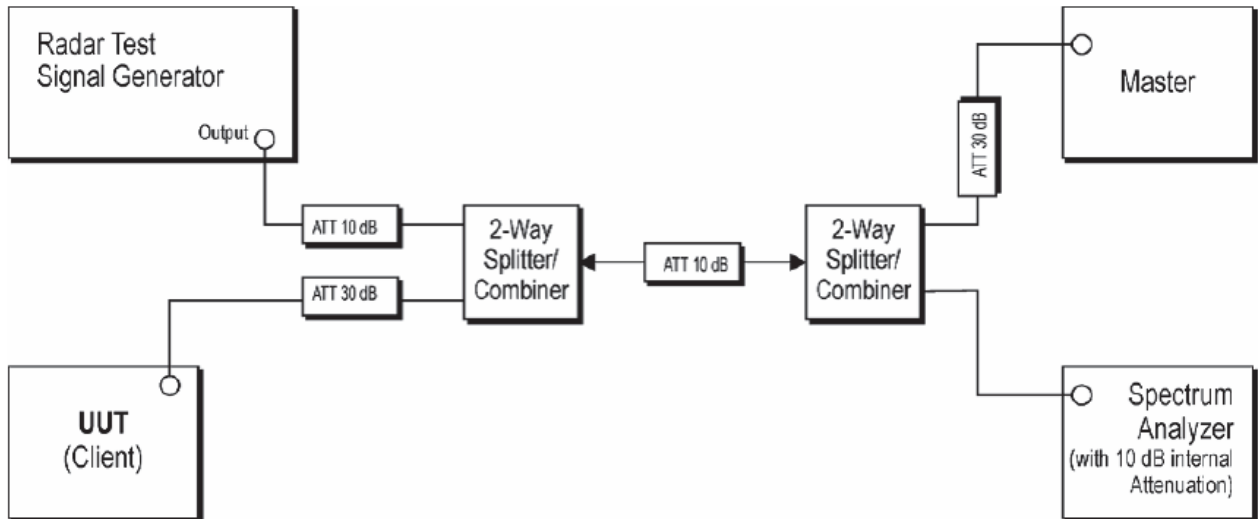 Radar Test
Signal Generator
Output
ATT 10 dB
ATT 30 dB
UUT
(Client)
2-Way
Splitter/
Combiner
ATT 10 dB
2-Way
Splitter/
Combiner
ATT 30 dB
Master
Spectrum
Analyzer
(with 10 dB internal
Attenuation)